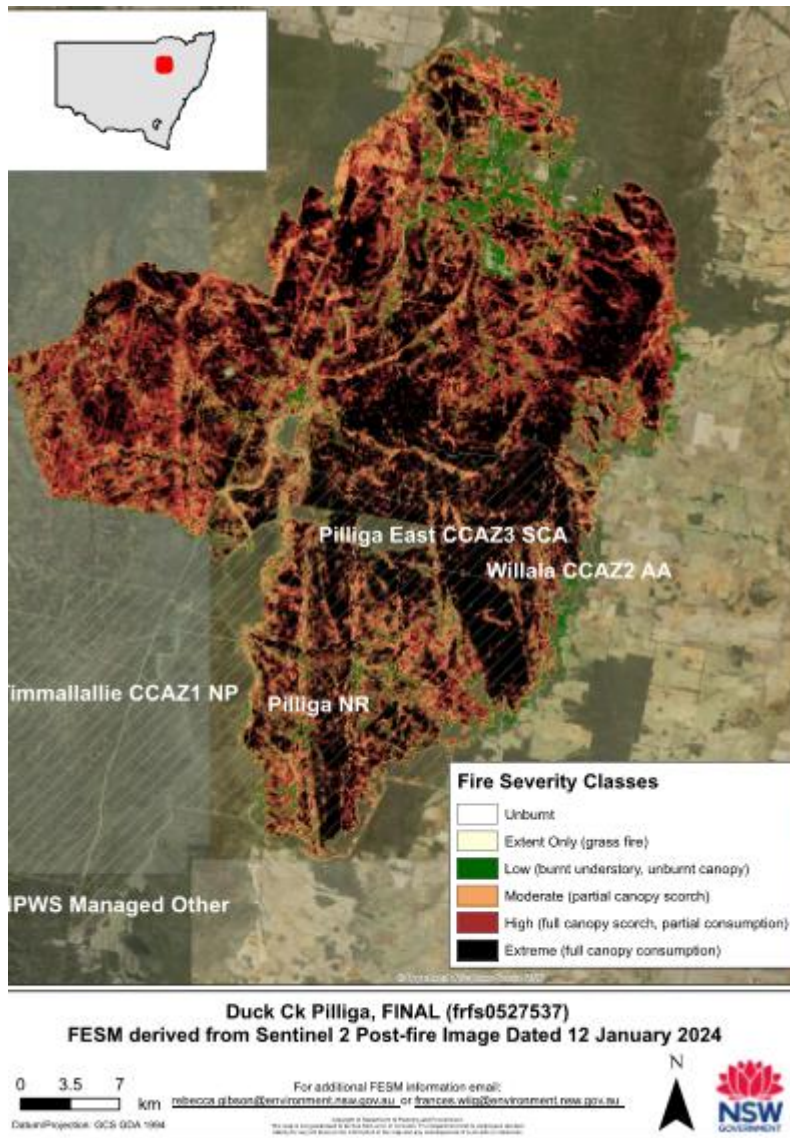 Pilliga East CCAZ3 SCA
Willala CCAZ2 AA
Timmallallie CCAZ1 NP
Pilliga NR
NPWS Managed Other
Fire Severity Classes
Unburnt
Extent Only (grass fire)
Low (burnt understory, unburnt canopy)
Moderate (partial canopy scorch)
High (full canopy scorch, partial consumption)
Extreme (full canopy consumption)
Duck Ck Pilliga, FINAL (frfs0527537)
FESM derived from Sentinel 2 Post-fire Image Dated 12 January 2024
0 3.5 7
km
Datum/Projection: GCS GDA 1994
For additional FESM information email:
rebecca.gibson@environment.nsw.gov.au or frances.wiig@environment.nsw.gov.au
N
NSW
GOVERNMENT